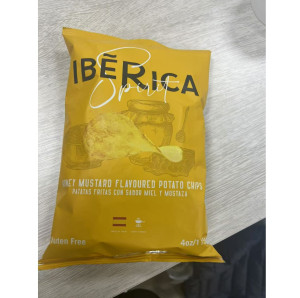 IBĒRICA
Spirit
HONEY MUSTARD FLAVOURED POTATO CHIPS
PATATAS FRITAS CON SABOR MIEL Y MOSTAZA
Gluten Free
4oz/